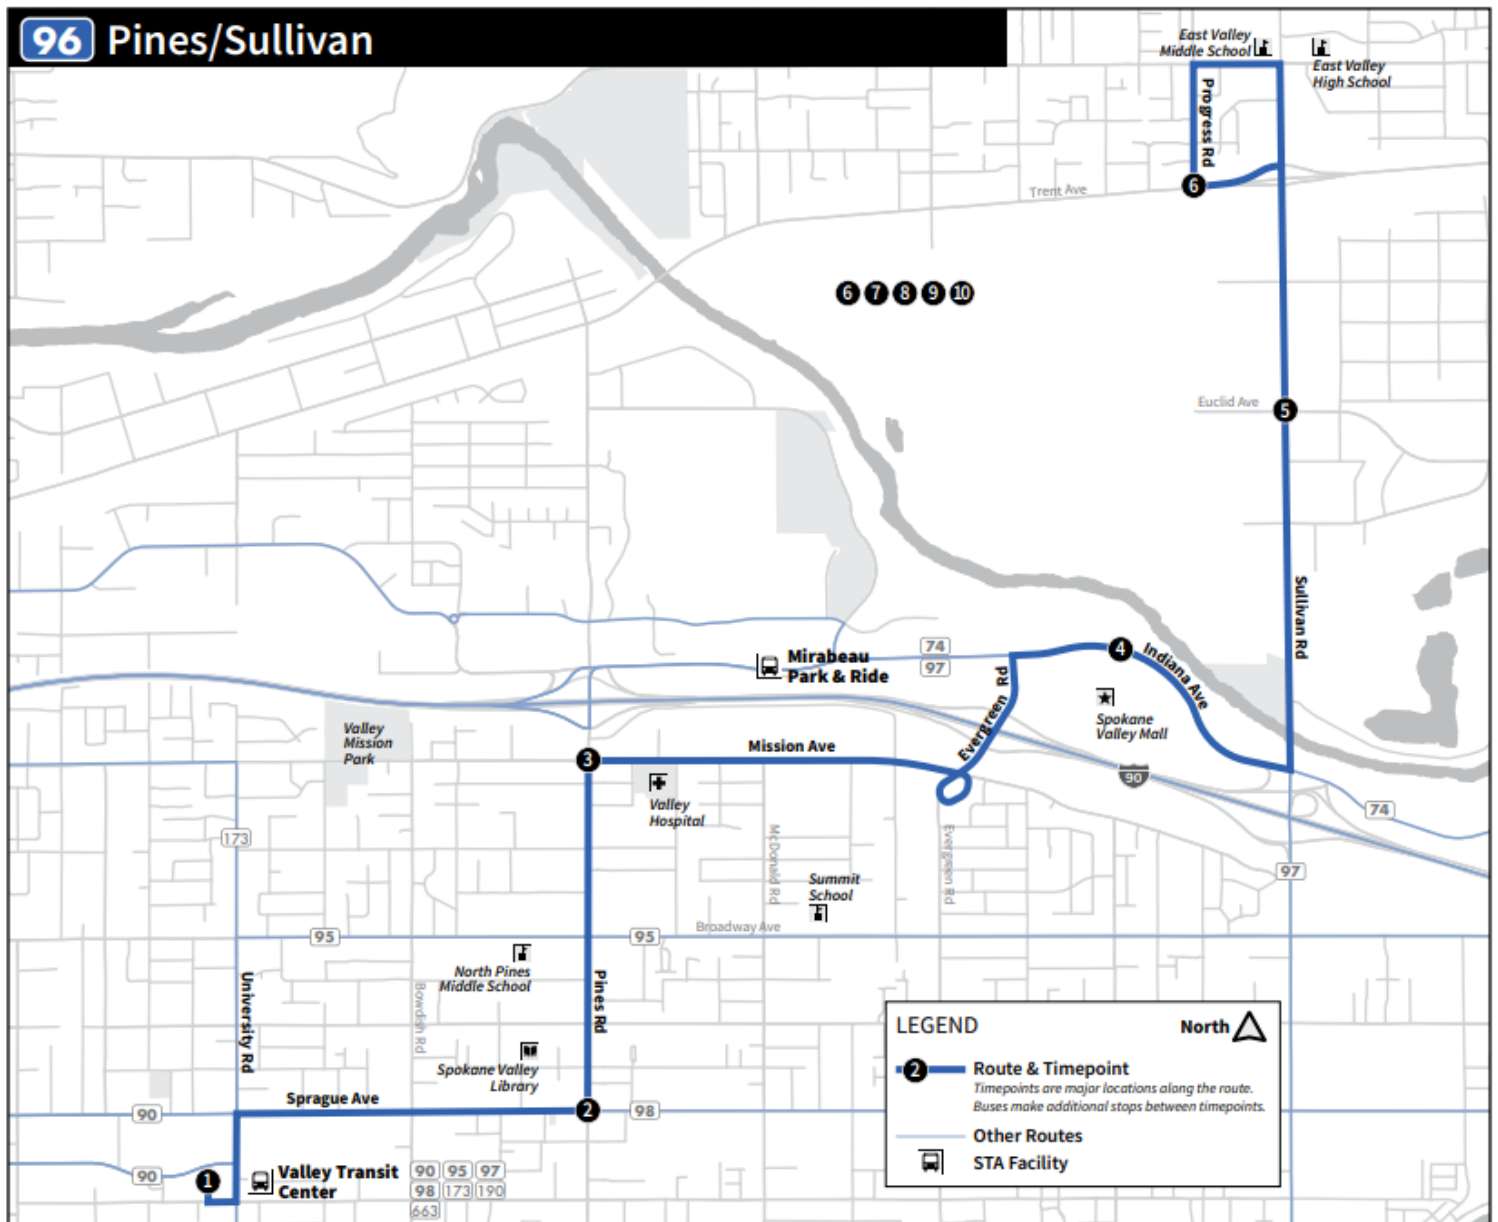 96 Pines/Sullivan
East Valley
Middle School
East Valley
High School
Progress Rd
6
Trent Ave
6 7 8 9 10
Euclid Ave
5
Sullivan Rd
74
97
Mirabeau
Park & Ride
4
Indiana Ave
Evergreen Rd
Spokane
Valley Mall
Valley
Mission
Park
3
Mission Ave
90
Valley
Hospital
74
173
McDonald Rd
Evergreen Rd
97
Summit
School
Broadway Ave
95
95
North Pines
Middle School
University Rd
Bowdish Rd
Pines Rd
Spokane Valley
Library
Sprague Ave
90
2
98
90
1
Valley Transit
Center
90 95 97
98 173 190
663
LEGEND
North
2
Route & Timepoint
Timepoints are major locations along the route.
Buses make additional stops between timepoints.
Other Routes
STA Facility